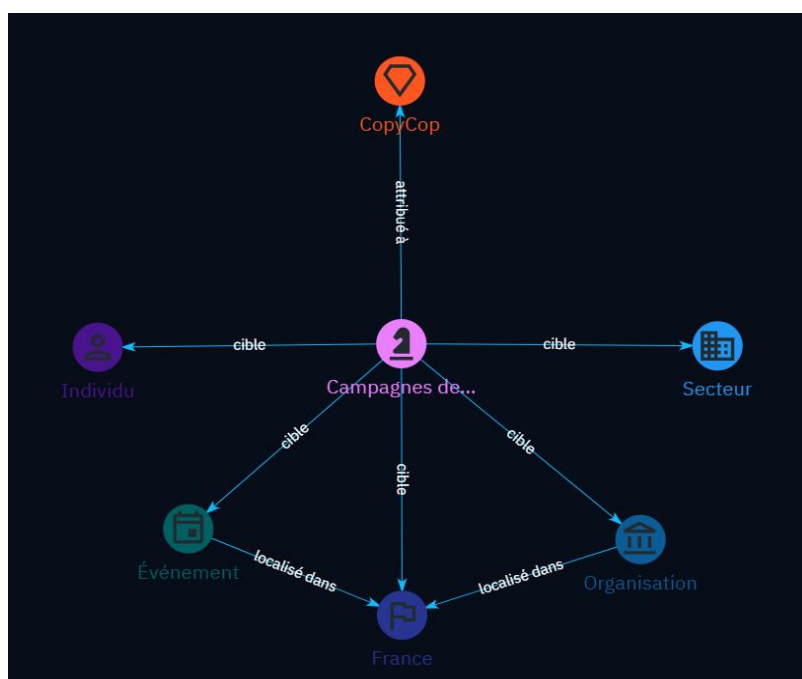 CopyCop
attribué à
cible
cible
Individu
Campagnes de...
Secteur
cible
cible
cible
Événement
localisé dans
localisé dans
Organisation
France